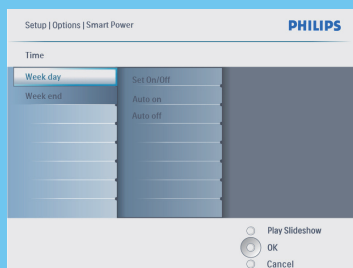 Setup | Options | Smart Power
PHILIPS
Time
Week day
Set On/Off
Week end
Auto on
Auto off
Play Slideshow
OK
Cancel